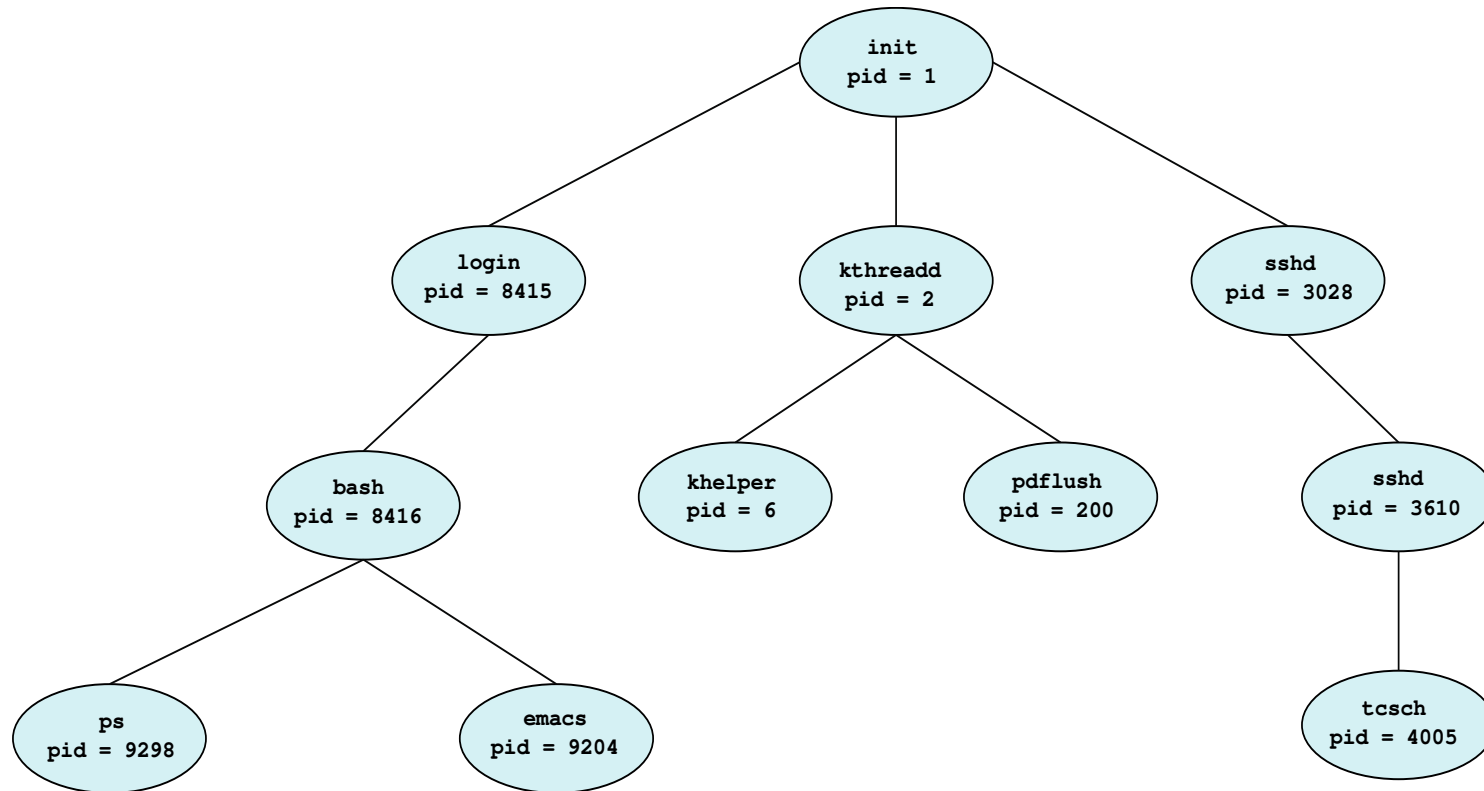 init
pid = 1
login
pid = 8415
kthreadd
pid = 2
sshd
pid = 3028
bash
pid = 8416
khelper
pid = 6
pdflush
pid = 200
sshd
pid = 3610
ps
pid = 9298
emacs
pid = 9204
tcsch
pid = 4005